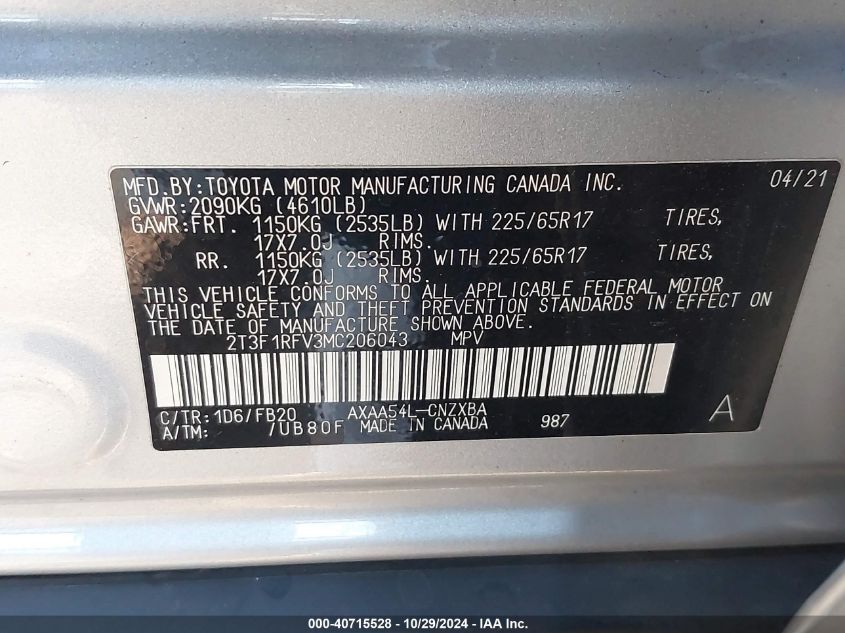 MFD.BY:TOYOTA MOTOR MANUFACTURING CANADA INC. 04/21
GVWR:2090KG (4610LB)
GAWR:FRT. 1150KG (2535LB) WITH 225/65R17 TIRES,
17X7.0J RIMS.
RR. 1150KG (2535LB) WITH 225/65R17 TIRES,
17X7.0J RIMS
THIS VEHICLE CONFORMS TO ALL APPLICABLE FEDERAL MOTOR
VEHICLE SAFETY AND THEFT PREVENTION STANDARDS IN EFFECT ON
THE DATE OF MANUFACTURE SHOWN ABOVE.
2T3F1RFV3MC206043 MPV
C/TR:1D6/FB20 AXAA54L-CNZXBA A
A/TM: 7UB80F MADE IN CANADA 987
000-40715528 - 10/29/2024 - IAA Inc.